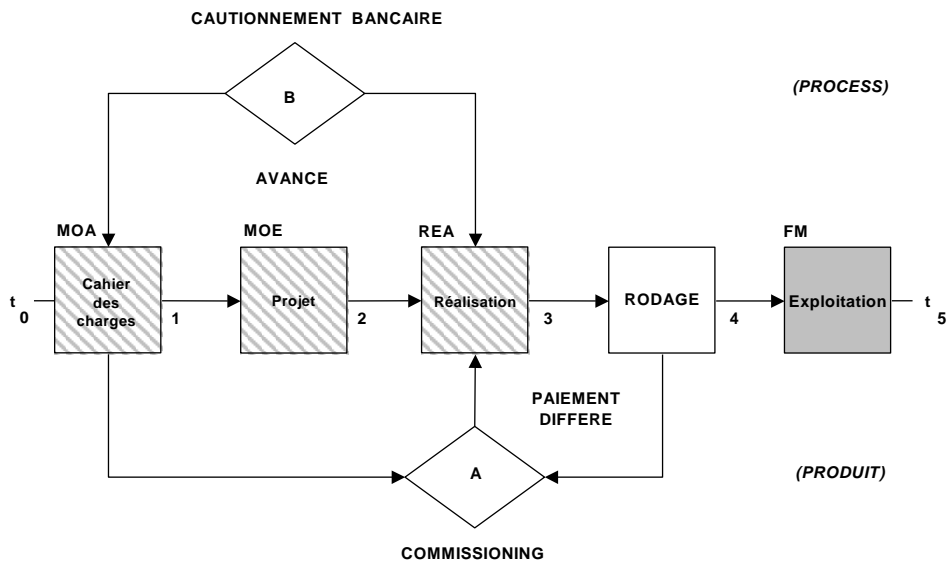 CAUTIONNEMENT BANCAIRE
B
(PROCESS)
AVANCE
MOA
MOE
REA
FM
Cahier
des
charges
Projet
Réalisation
RODAGE
Exploitation
t
0
1
2
3
4
t
5
PAIEMENT
DIFFERE
A
(PRODUIT)
COMMISSIONING